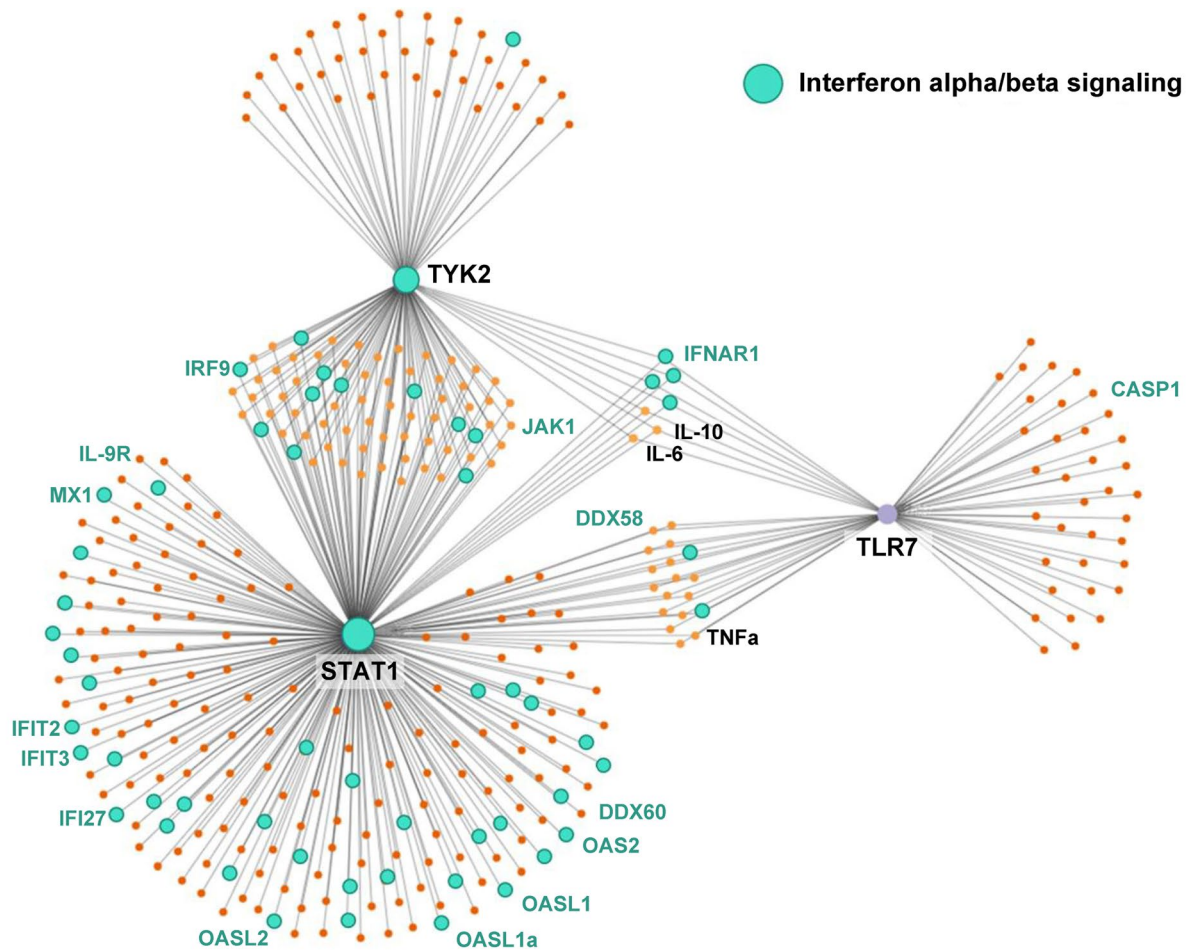 Interferon alpha/beta signaling
TYK2
IRF9
IFNAR1
CASP1
JAK1
IL-10
IL-6
IL-9R
MX1
DDX58
TLR7
TNFa
STAT1
IFIT2
IFIT3
IFI27
DDX60
OAS2
OASL1
OASL2
OASL1a